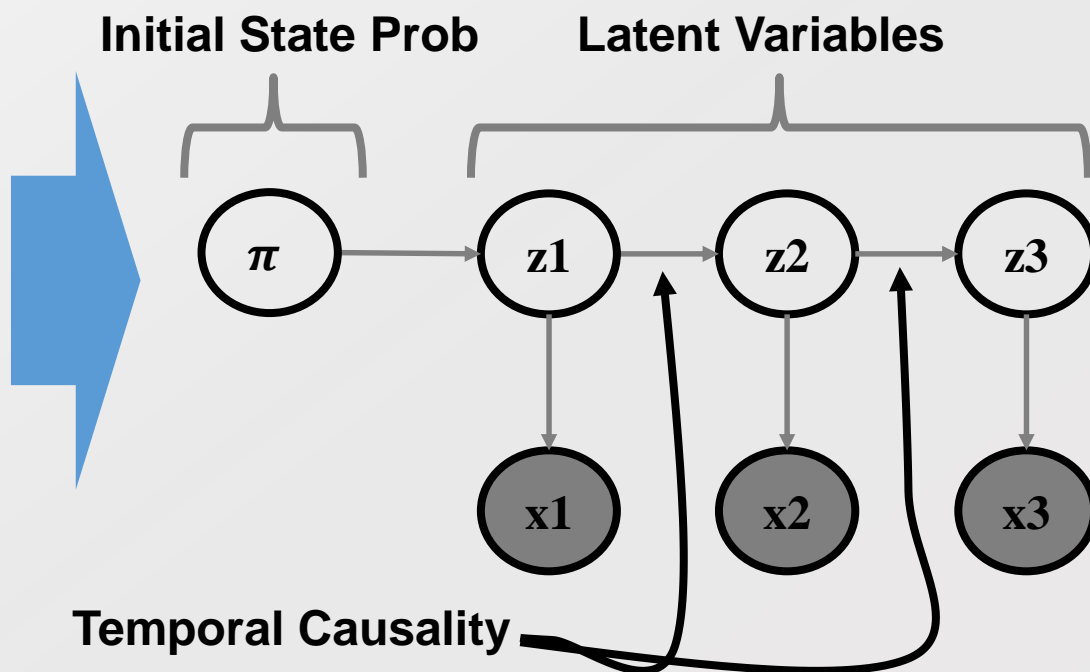 Initial State Prob Latent Variables
π z1 z2 z3
x1 x2 x3
Temporal Causality